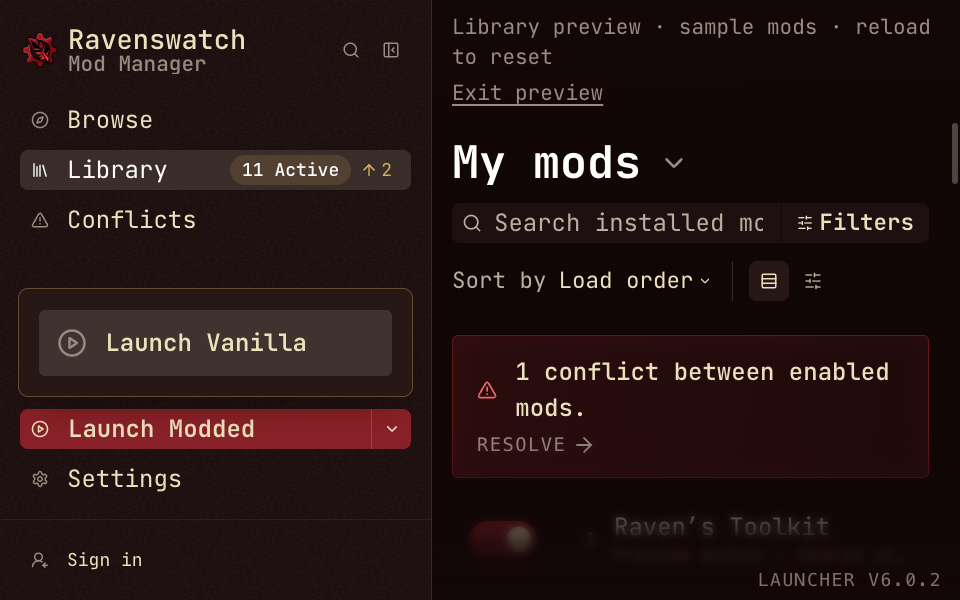 Ravenswatch
Mod Manager
Browse
Library 11 Active 2
Conflicts
Launch Vanilla
Launch Modded
Settings
Sign in
Library preview · sample mods · reload
to reset
Exit preview
My mods
Search installed mo
Filters
Sort by Load order
1 conflict between enabled
mods.
RESOLVE
Raven's Toolkit
LAUNCHER V6.0.2